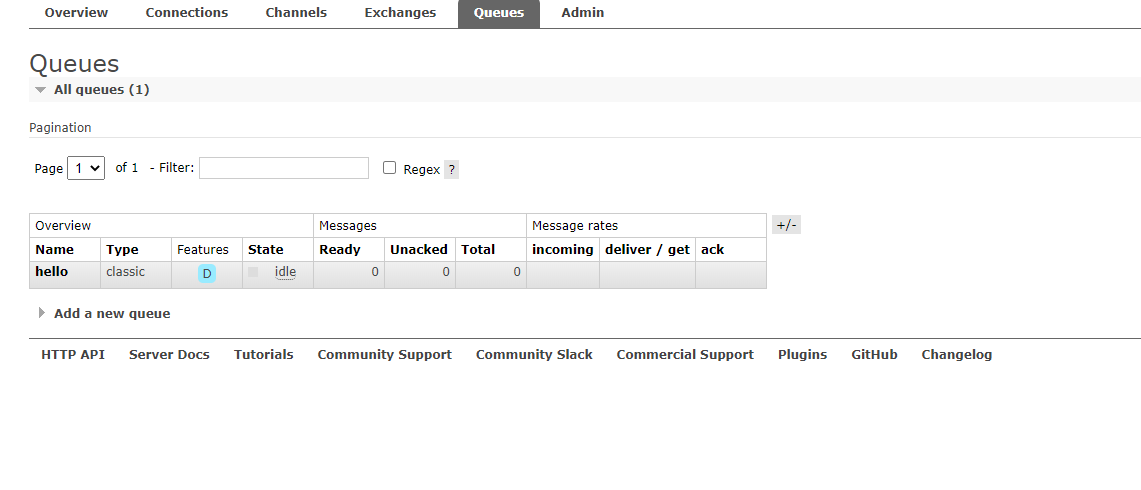 Overview Connections Channels Exchanges Queues Admin
Queues
All queues (1)
Pagination
Page 1 of 1 - Filter: Regex ?
Overview Messages Message rates +/-
Name Type Features State Ready Unacked Total incoming deliver / get ack
hello classic D idle 0 0 0
Add a new queue
HTTP API Server Docs Tutorials Community Support Community Slack Commercial Support Plugins GitHub Changelog